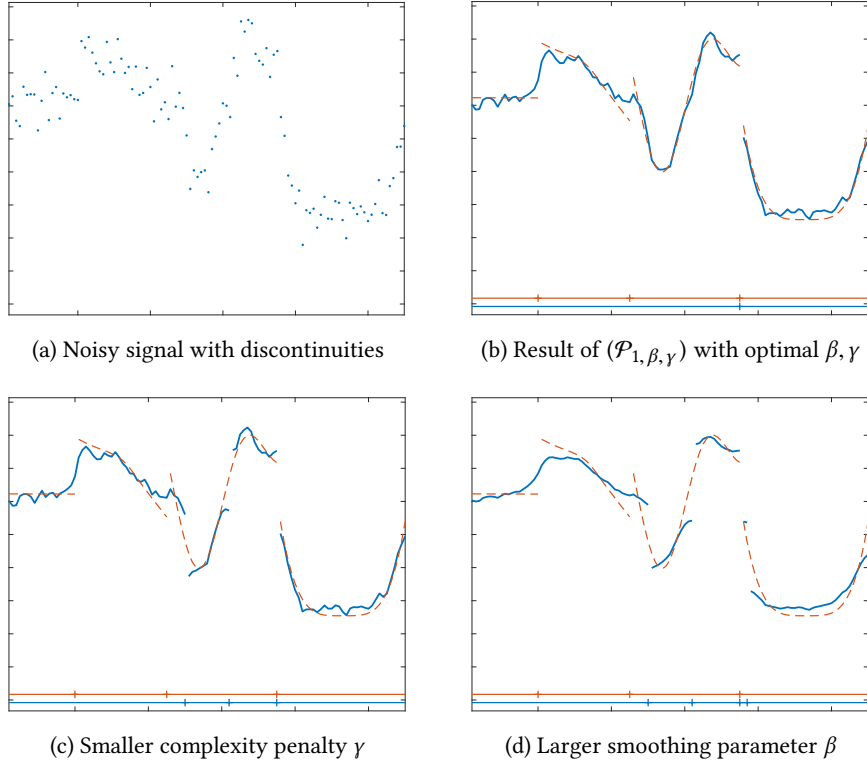 (a) Noisy signal with discontinuities
(b) Result of (𝒫₁,β,γ) with optimal β, γ
(c) Smaller complexity penalty γ
(d) Larger smoothing parameter β